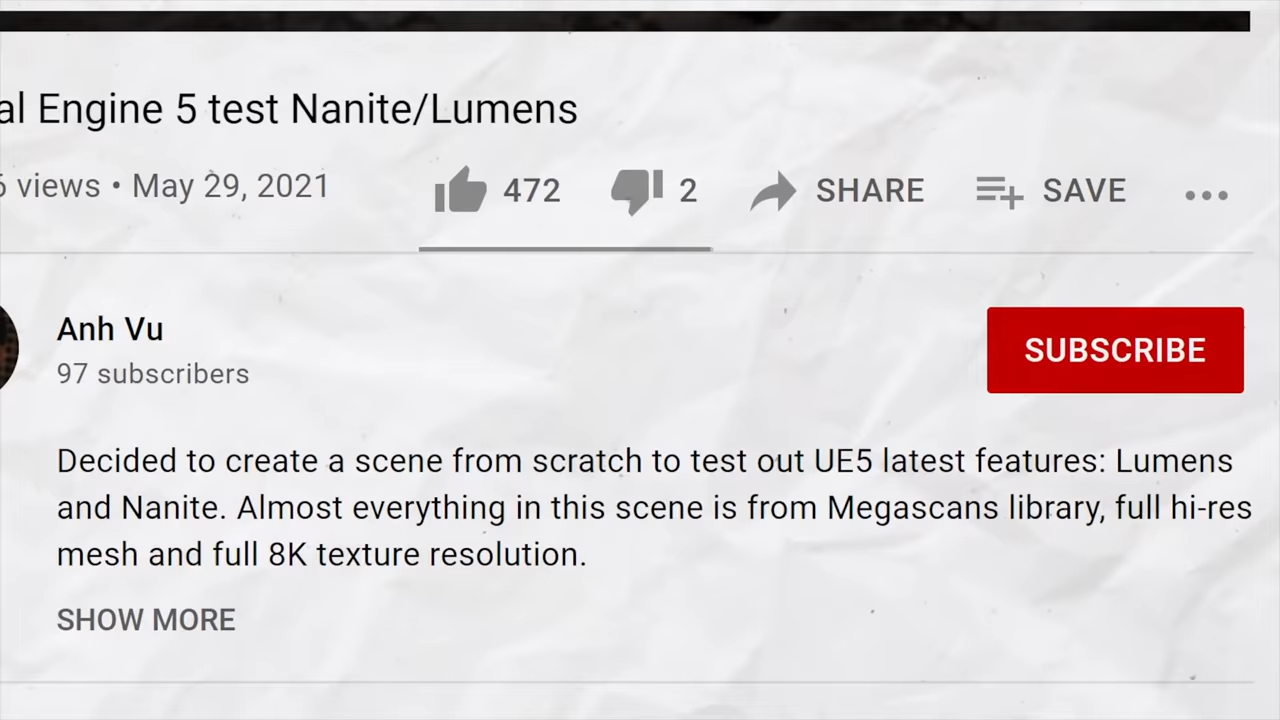 al Engine 5 test Nanite/Lumens
6 views • May 29, 2021 472 2 SHARE SAVE
Anh Vu
97 subscribers
SUBSCRIBE
Decided to create a scene from scratch to test out UE5 latest features: Lumens
and Nanite. Almost everything in this scene is from Megascans library, full hi-res
mesh and full 8K texture resolution.
SHOW MORE